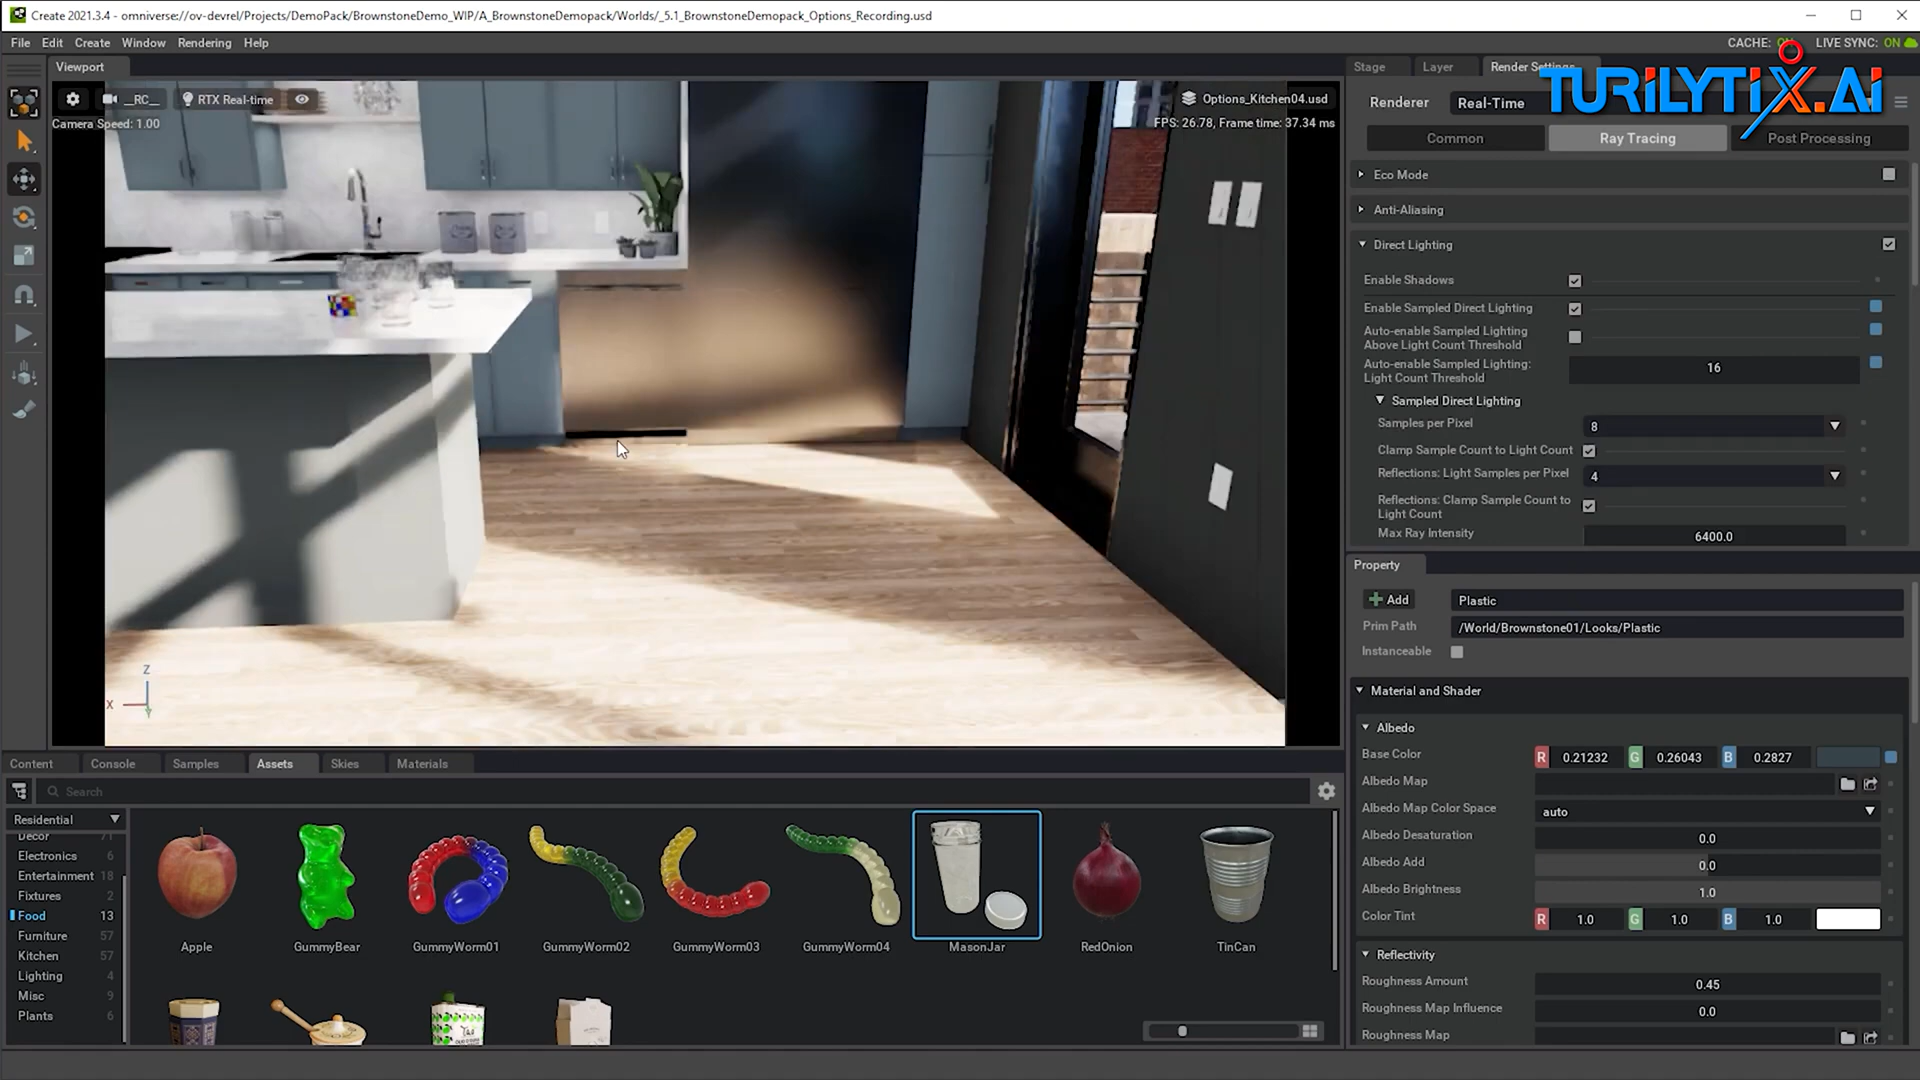 Create 2021.3.4 - omniverse://ov-devrel/Projects/DemoPack/BrownstoneDemo_WIP/A_BrownstoneDemopack/Worlds/_5.1_BrownstoneDemopack_Options_Recording.usd
File Edit Create Window Rendering Help
CACHE: LIVE SYNC: ON
Viewport
__RC__ RTX Real-time
Camera Speed: 1.00
Options_Kitchen04.usd
FPS: 26.78, Frame time: 37.34 ms
Z
X
Stage Layer Render Settings
TURILYTIX.AI
Renderer Real-Time
Common Ray Tracing Post Processing
Eco Mode
Anti-Aliasing
Direct Lighting
Enable Shadows
Enable Sampled Direct Lighting
Auto-enable Sampled Lighting
Above Light Count Threshold
Auto-enable Sampled Lighting:
Light Count Threshold
16
Sampled Direct Lighting
Samples per Pixel 8
Clamp Sample Count to Light Count
Reflections: Light Samples per Pixel 4
Reflections: Clamp Sample Count to
Light Count
Max Ray Intensity 6400.0
Property
Add Plastic
Prim Path /World/Brownstone01/Looks/Plastic
Instanceable
Material and Shader
Albedo
Base Color R 0.21232 G 0.26043 B 0.2827
Albedo Map
Albedo Map Color Space auto
Albedo Desaturation 0.0
Albedo Add 0.0
Albedo Brightness 1.0
Color Tint R 1.0 G 1.0 B 1.0
Reflectivity
Roughness Amount 0.45
Roughness Map Influence 0.0
Roughness Map
Content Console Samples Assets Skies Materials
Search
Residential
Decor 71
Electronics 6
Entertainment 18
Fixtures 2
Food 13
Furniture 57
Kitchen 57
Lighting 4
Misc 9
Plants 6
Apple GummyBear GummyWorm01 GummyWorm02 GummyWorm03 GummyWorm04 MasonJar RedOnion TinCan